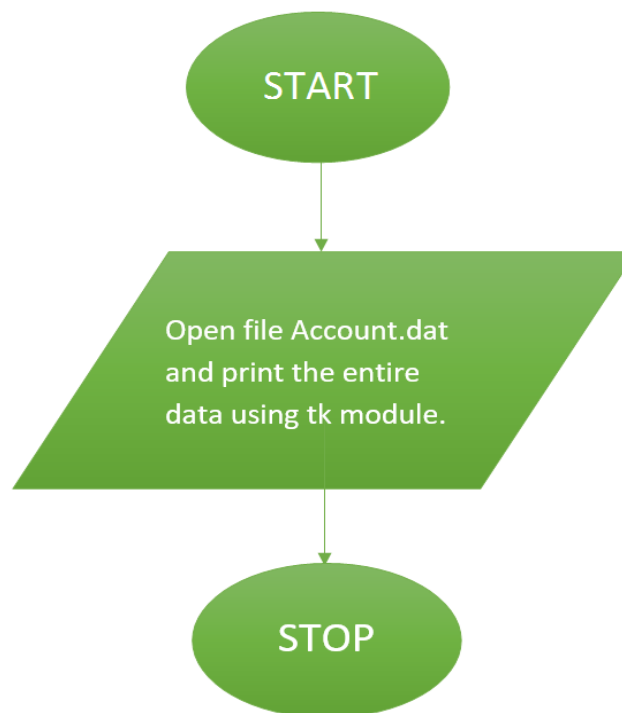 START
Open file Account.dat
and print the entire
data using tk module.
STOP